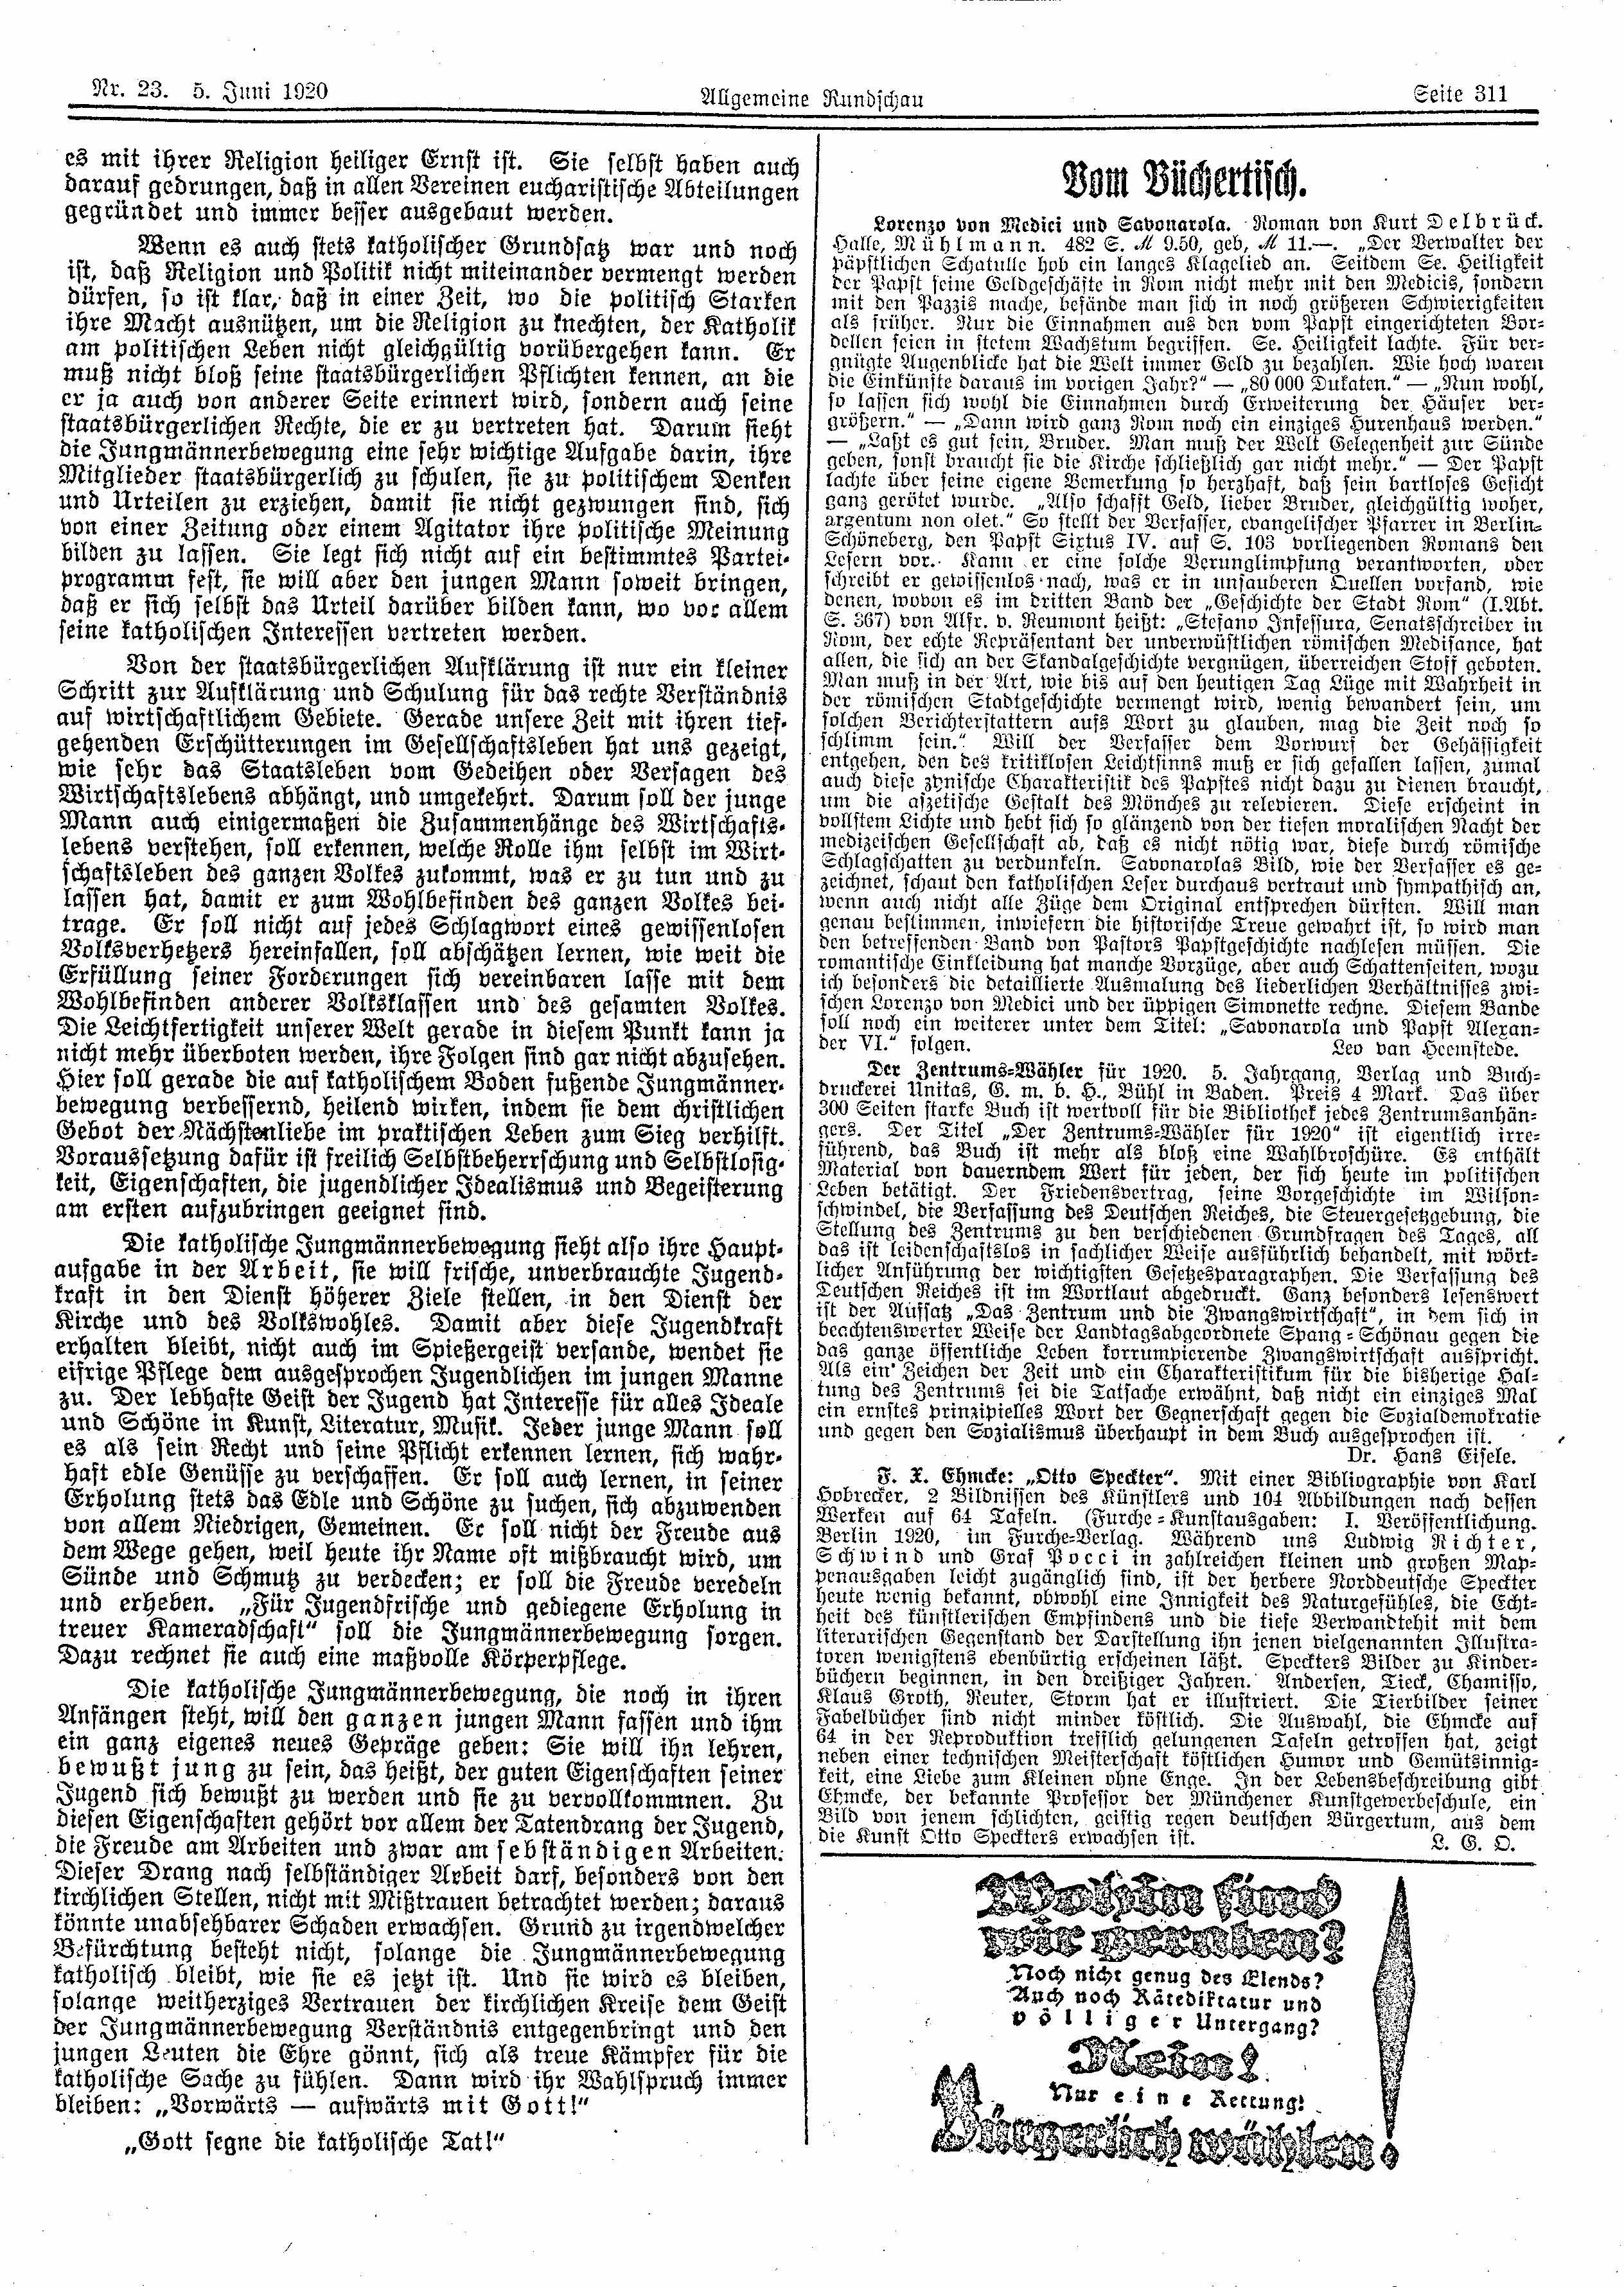 Nr. 23. 5. Juni 1920
Allgemeine Rundschau
Seite 311
es mit ihrer Religion heiliger Ernst ist. Sie selbst haben auch
darauf gedrungen, daß in allen Vereinen eucharistische Abteilungen
gegründet und immer besser ausgebaut werden.
Wenn es auch stets katholischer Grundsatz war und noch
ist, daß Religion und Politik nicht miteinander vermengt werden
dürfen, so ist klar, daß in einer Zeit, wo die politisch Starken
ihre Macht ausnützen, um die Religion zu knechten, der Katholik
am politischen Leben nicht gleichgültig vorübergehen kann. Er
muß nicht bloß seine staatsbürgerlichen Pflichten kennen, an die
er ja auch von anderer Seite erinnert wird, sondern auch seine
staatsbürgerlichen Rechte, die er zu vertreten hat. Darum sieht
die Jungmännerbewegung eine sehr wichtige Aufgabe darin, ihre
Mitglieder staatsbürgerlich zu schulen, sie zu politischem Denken
und Urteilen zu erziehen, damit sie nicht gezwungen sind, sich
von einer Zeitung oder einem Agitator ihre politische Meinung
bilden zu lassen. Sie legt sich nicht auf ein bestimmtes Partei-
programm fest, sie will aber den jungen Mann soweit bringen,
daß er sich selbst das Urteil darüber bilden kann, wo vor allem
seine katholischen Interessen vertreten werden.
Von der staatsbürgerlichen Aufklärung ist nur ein kleiner
Schritt zur Aufklärung und Schulung für das rechte Verständnis
auf wirtschaftlichem Gebiete. Gerade unsere Zeit mit ihren tief-
gehenden Erschütterungen im Gesellschaftsleben hat uns gezeigt,
wie sehr das Staatsleben vom Gedeihen oder Versagen des
Wirtschaftslebens abhängt, und umgekehrt. Darum soll der junge
Mann auch einigermaßen die Zusammenhänge des Wirtschafts-
lebens verstehen, soll erkennen, welche Rolle ihm selbst im Wirt-
schaftsleben des ganzen Volkes zukommt, was er zu tun und zu
lassen hat, damit er zum Wohlbefinden des ganzen Volkes bei-
trage. Er soll nicht auf jedes Schlagwort eines gewissenlosen
Volksverhetzers hereinfallen, soll abschätzen lernen, wie weit die
Erfüllung seiner Forderungen sich vereinbaren lasse mit dem
Wohlbefinden anderer Volksklassen und des gesamten Volkes.
Die Leichtfertigkeit unserer Welt gerade in diesem Punkt kann ja
nicht mehr überboten werden, ihre Folgen sind gar nicht abzusehen.
Hier soll gerade die auf katholischem Boden fußende Jungmänner-
bewegung verbessernd, heilend wirken, indem sie dem christlichen
Gebot der Nächstenliebe im praktischen Leben zum Sieg verhilft.
Voraussetzung dafür ist freilich Selbstbeherrschung und Selbstlosig-
keit, Eigenschaften, die jugendlicher Idealismus und Begeisterung
am ersten aufzubringen geeignet sind.
Die katholische Jungmännerbewegung sieht also ihre Haupt-
aufgabe in der Arbeit, sie will frische, unverbrauchte Jugend-
kraft in den Dienst höherer Ziele stellen, in den Dienst der
Kirche und des Volkswohles. Damit aber diese Jugendkraft
erhalten bleibt, nicht auch im Spießergeist versande, wendet sie
eifrige Pflege dem ausgesprochen Jugendlichen im jungen Manne
zu. Der lebhafte Geist der Jugend hat Interesse für alles Ideale
und Schöne in Kunst, Literatur, Musik. Jeder junge Mann soll
es als sein Recht und seine Pflicht erkennen lernen, sich wahr-
haft edle Genüsse zu verschaffen. Er soll auch lernen, in seiner
Erholung stets das Edle und Schöne zu suchen, sich abzuwenden
von allem Niedrigen, Gemeinen. Er soll nicht der Freude aus
dem Wege gehen, weil heute ihr Name oft mißbraucht wird, um
Sünde und Schmutz zu verdecken; er soll die Freude veredeln
und erheben. „Für Jugendfrische und gediegene Erholung in
treuer Kameradschaft“ soll die Jungmännerbewegung sorgen.
Dazu rechnet sie auch eine maßvolle Körperpflege.
Die katholische Jungmännerbewegung, die noch in ihren
Anfängen steht, will den ganzen jungen Mann fassen und ihm
ein ganz eigenes neues Gepräge geben: Sie will ihn lehren,
bewußt jung zu sein, das heißt, der guten Eigenschaften seiner
Jugend sich bewußt zu werden und sie zu vervollkommnen. Zu
diesen Eigenschaften gehört vor allem der Tatendrang der Jugend,
die Freude am Arbeiten und zwar am sebständigen Arbeiten.
Dieser Drang nach selbständiger Arbeit darf, besonders von den
kirchlichen Stellen, nicht mit Mißtrauen betrachtet werden; daraus
könnte unabsehbarer Schaden erwachsen. Grund zu irgendwelcher
Befürchtung besteht nicht, solange die Jungmännerbewegung
katholisch bleibt, wie sie es jetzt ist. Und sie wird es bleiben,
solange weitherziges Vertrauen der kirchlichen Kreise dem Geist
der Jungmännerbewegung Verständnis entgegenbringt und den
jungen Leuten die Ehre gönnt, sich als treue Kämpfer für die
katholische Sache zu fühlen. Dann wird ihr Wahlspruch immer
bleiben: „Vorwärts — aufwärts mit Gott!“
„Gott segne die katholische Tat!“
Vom Büchertisch.
Lorenzo von Medici und Savonarola. Roman von Kurt Delbrück.
Halle, Mühlmann. 482 S. M 9.50, geb, M 11.—. „Der Verwalter der
päpstlichen Schatulle hob ein langes Klagelied an. Seitdem Se. Heiligkeit
der Papst seine Geldgeschäfte in Rom nicht mehr mit den Medicis, sondern
mit den Pazzis mache, befände man sich in noch größeren Schwierigkeiten
als früher. Nur die Einnahmen aus den vom Papst eingerichteten Bor-
dellen seien in stetem Wachstum begriffen. Se. Heiligkeit lachte. Für ver-
gnügte Augenblicke hat die Welt immer Geld zu bezahlen. Wie hoch waren
die Einkünfte daraus im vorigen Jahr?“ — „80 000 Dukaten.“ — „Nun wohl,
so lassen sich wohl die Einnahmen durch Erweiterung der Häuser ver-
größern.“ — „Dann wird ganz Rom noch ein einziges Hurenhaus werden.“
— „Laßt es gut sein, Bruder. Man muß der Welt Gelegenheit zur Sünde
geben, sonst braucht sie die Kirche schließlich gar nicht mehr.“ — Der Papst
lachte über seine eigene Bemerkung so herzhaft, daß sein bartloses Gesicht
ganz gerötet wurde. „Also schafft Geld, lieber Bruder, gleichgültig woher,
argentum non olet.“ So stellt der Verfasser, evangelischer Pfarrer in Berlin-
Schöneberg, den Papst Sixtus IV. auf S. 103 vorliegenden Romans den
Lesern vor. Kann er eine solche Verunglimpfung verantworten, oder
schreibt er gewissenlos nach, was er in unsauberen Quellen vorfand, wie
denen, wovon es im dritten Band der „Geschichte der Stadt Rom“ (I. Abt.
S. 367) von Alfr. v. Reumont heißt: „Stefano Infessura, Senatsschreiber in
Rom, der echte Repräsentant der unverwüstlichen römischen Medisance, hat
allen, die sich an der Skandalgeschichte vergnügen, überreichen Stoff geboten.
Man muß in der Art, wie bis auf den heutigen Tag Lüge mit Wahrheit in
der römischen Stadtgeschichte vermengt wird, wenig bewandert sein, um
solchen Berichterstattern aufs Wort zu glauben, mag die Zeit noch so
schlimm sein.“ Will der Verfasser dem Vorwurf der Gehässigkeit
entgehen, den des kritiklosen Leichtsinns muß er sich gefallen lassen, zumal
auch diese zynische Charakteristik des Papstes nicht dazu zu dienen braucht,
um die aszetische Gestalt des Mönches zu relevieren. Diese erscheint in
vollstem Lichte und hebt sich so glänzend von der tiefen moralischen Nacht der
medizeischen Gesellschaft ab, daß es nicht nötig war, diese durch römische
Schlagschatten zu verdunkeln. Savonarolas Bild, wie der Verfasser es ge-
zeichnet, schaut den katholischen Leser durchaus vertraut und sympathisch an,
wenn auch nicht alle Züge dem Original entsprechen dürften. Will man
genau bestimmen, inwiefern die historische Treue gewahrt ist, so wird man
den betreffenden Band von Pastors Papstgeschichte nachlesen müssen. Die
romantische Einkleidung hat manche Vorzüge, aber auch Schattenseiten, wozu
ich besonders die detaillierte Ausmalung des liederlichen Verhältnisses zwi-
schen Lorenzo von Medici und der üppigen Simonette rechne. Diesem Bande
soll noch ein weiterer unter dem Titel: „Savonarola und Papst Alexan-
der VI.“ folgen.
Leo van Heemstede.
Der Zentrums-Wähler für 1920. 5. Jahrgang, Verlag und Buch-
druckerei Unitas, G. m. b. H., Bühl in Baden. Preis 4 Mark. Das über
300 Seiten starke Buch ist wertvoll für die Bibliothek jedes Zentrumsanhän-
gers. Der Titel „Der Zentrums-Wähler für 1920“ ist eigentlich irre-
führend, das Buch ist mehr als bloß eine Wahlbroschüre. Es enthält
Material von dauerndem Wert für jeden, der sich heute im politischen
Leben betätigt. Der Friedensvertrag, seine Vorgeschichte im Wilson-
schwindel, die Verfassung des Deutschen Reiches, die Steuergesetzgebung, die
Stellung des Zentrums zu den verschiedenen Grundfragen des Tages, all
das ist leidenschaftslos in sachlicher Weise ausführlich behandelt, mit wört-
licher Anführung der wichtigsten Gesetzesparagraphen. Die Verfassung des
Deutschen Reiches ist im Wortlaut abgedruckt. Ganz besonders lesenswert
ist der Aufsatz „Das Zentrum und die Zwangswirtschaft“, in dem sich in
beachtenswerter Weise der Landtagsabgeordnete Spang-Schönau gegen die
das ganze öffentliche Leben korrumpierende Zwangswirtschaft ausspricht.
Als ein Zeichen der Zeit und ein Charakteristikum für die bisherige Hal-
tung des Zentrums sei die Tatsache erwähnt, daß nicht ein einziges Mal
ein ernstes prinzipielles Wort der Gegnerschaft gegen die Sozialdemokratie
und gegen den Sozialismus überhaupt in dem Buch ausgesprochen ist.
Dr. Hans Eisele.
F. X. Ehmcke: „Otto Speckter“. Mit einer Bibliographie von Karl
Hobrecker, 2 Bildnissen des Künstlers und 104 Abbildungen nach dessen
Werken auf 64 Tafeln. (Furche-Kunstausgaben: I. Veröffentlichung.
Berlin 1920, im Furche-Verlag. Während uns Ludwig Richter,
Schwind und Graf Pocci in zahlreichen kleinen und großen Map-
penausgaben leicht zugänglich sind, ist der herbere Norddeutsche Speckter
heute wenig bekannt, obwohl eine Innigkeit des Naturgefühles, die Echt-
heit des künstlerischen Empfindens und die tiefe Verwandtehit mit dem
literarischen Gegenstand der Darstellung ihn jenen vielgenannten Illustra-
toren wenigstens ebenbürtig erscheinen läßt. Speckters Bilder zu Kinder-
büchern beginnen, in den dreißiger Jahren. Andersen, Tieck, Chamisso,
Klaus Groth, Reuter, Storm hat er illustriert. Die Tierbilder seiner
Fabelbücher sind nicht minder köstlich. Die Auswahl, die Ehmcke auf
64 in der Reproduktion trefflich gelungenen Tafeln getroffen hat, zeigt
neben einer technischen Meisterschaft köstlichen Humor und Gemütsinnig-
keit, eine Liebe zum Kleinen ohne Enge. In der Lebensbeschreibung gibt
Ehmcke, der bekannte Professor der Münchener Kunstgewerbeschule, ein
Bild von jenem schlichten, geistig regen deutschen Bürgertum, aus dem
die Kunst Otto Speckters erwachsen ist.
L. G. O.
Wohin sind
wir geraten?
Noch nicht genug des Elends?
Auch noch Rätediktatur und
völliger Untergang?
Nein!
Nur eine Rettung!
Bürgerlich wählen!